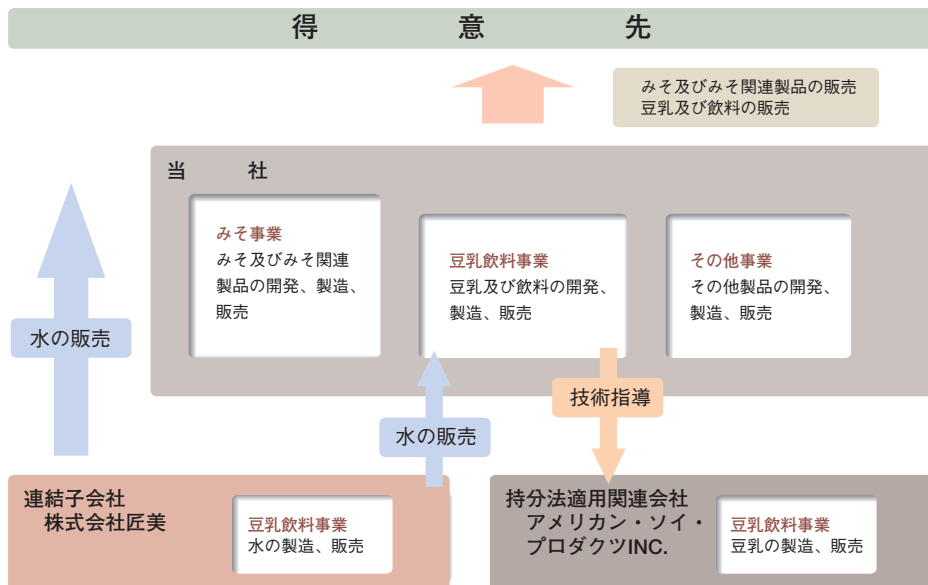 得意先
みそ及びみそ関連製品の販売
豆乳及び飲料の販売
当社
みそ事業
みそ及びみそ関連
製品の開発、製造、
販売
豆乳飲料事業
豆乳及び飲料の開発、
製造、販売
その他事業
その他製品の開発、
製造、販売
水の販売
技術指導
水の販売
連結子会社
株式会社匠美
豆乳飲料事業
水の製造、販売
持分法適用関連会社
アメリカン・ソイ・
プロダクツINC.
豆乳飲料事業
豆乳の製造、販売